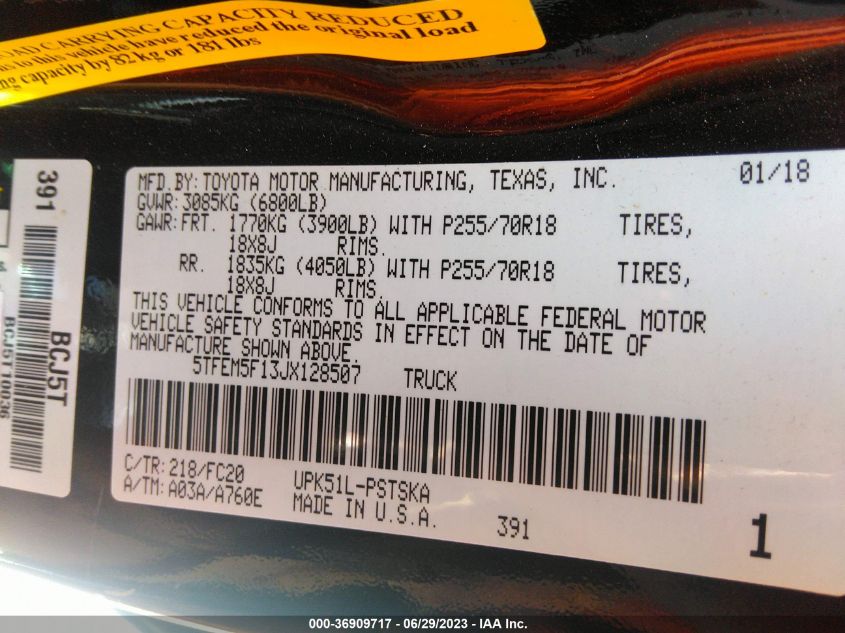 OAD CARRYING CAPACITY REDUCED
to this vehicle have reduced the original load
ng capacity by 82 kg or 181 lbs
391
BCJ5T
MFD.BY: TOYOTA MOTOR MANUFACTURING, TEXAS, INC. 01/18
GVWR: 3085KG (6800LB)
GAWR: FRT. 1770KG (3900LB) WITH P255/70R18 TIRES,
18X8J RIMS.
RR. 1835KG (4050LB) WITH P255/70R18 TIRES,
18X8J RIMS.
THIS VEHICLE CONFORMS TO ALL APPLICABLE FEDERAL MOTOR
VEHICLE SAFETY STANDARDS IN EFFECT ON THE DATE OF
MANUFACTURE SHOWN ABOVE.
5TFEM5F13JX128507 TRUCK
C/TR: 218/FC20 UPK51L-PSTSKA
A/TM: A03A/A760E MADE IN U.S.A. 391 1
000-36909717 - 06/29/2023 - IAA Inc.